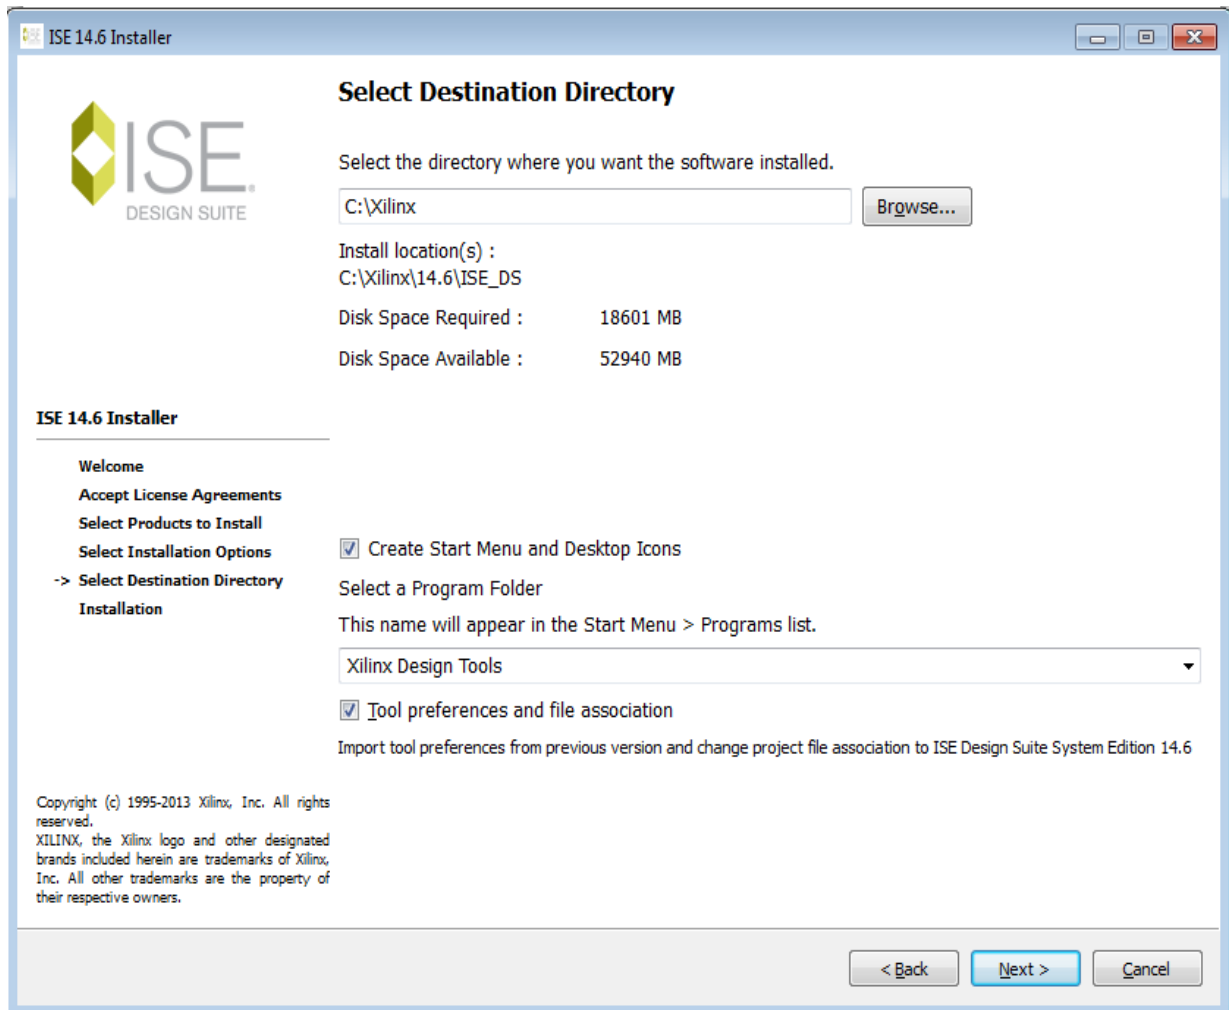 ISE 14.6 Installer
ISE®
DESIGN SUITE
Select Destination Directory
Select the directory where you want the software installed.
C:\Xilinx
Browse...
Install location(s) :
C:\Xilinx\14.6\ISE_DS
Disk Space Required : 18601 MB
Disk Space Available : 52940 MB
ISE 14.6 Installer
Welcome
Accept License Agreements
Select Products to Install
Select Installation Options
-> Select Destination Directory
Installation
Create Start Menu and Desktop Icons
Select a Program Folder
This name will appear in the Start Menu > Programs list.
Xilinx Design Tools
Tool preferences and file association
Import tool preferences from previous version and change project file association to ISE Design Suite System Edition 14.6
Copyright (c) 1995-2013 Xilinx, Inc. All rights
reserved.
XILINX, the Xilinx logo and other designated
brands included herein are trademarks of Xilinx,
Inc. All other trademarks are the property of
their respective owners.
< Back Next > Cancel